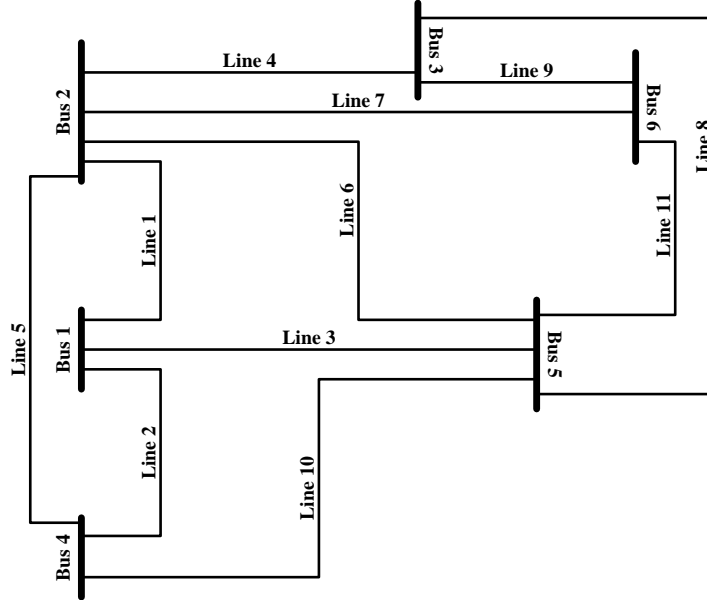 Line 4
Bus 3
Line 9
Bus 2
Line 7
Bus 6
Line 8
Line 1
Line 6
Line 11
Line 5
Bus 1
Line 3
Bus 5
Line 2
Line 10
Bus 4